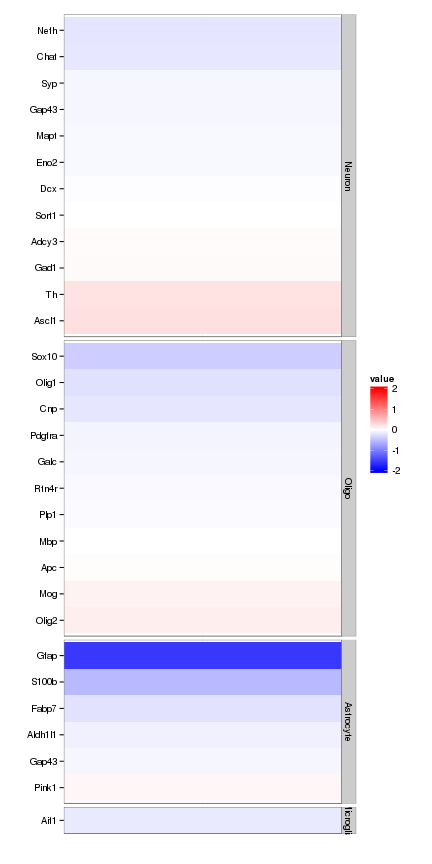 Nefh
Chat
Syp
Gap43
Mapt
Eno2
Dcx
Sort1
Adcy3
Gad1
Th
Ascl1
Neuron
Sox10
Olig1
Cnp
Pdgfra
Galc
Rtn4r
Plp1
Mbp
Apc
Mog
Olig2
Oligo
Gfap
S100b
Fabp7
Aldh1l1
Gap43
Pink1
Astrocyte
Aif1
icrogli
value
2
1
0
-1
-2